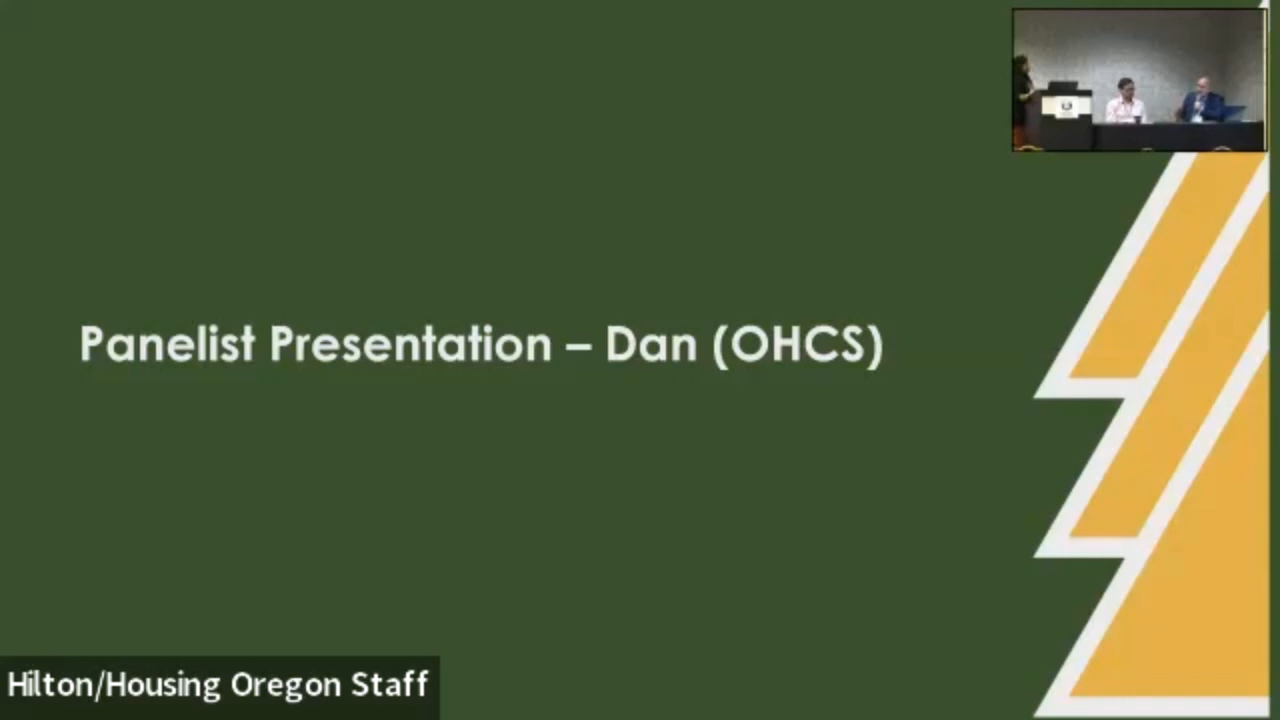 Panelist Presentation – Dan (OHCS)
Hilton/Housing Oregon Staff